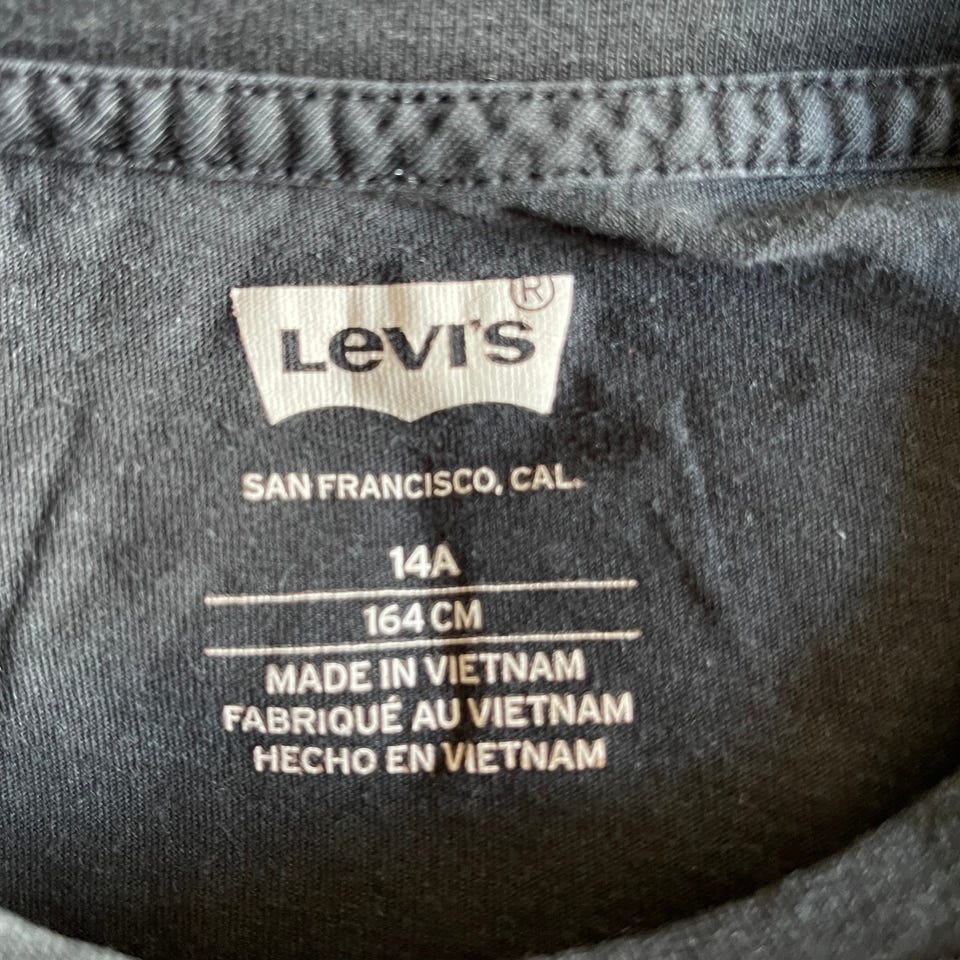 Levi's®
SAN FRANCISCO, CAL.
14A
164 CM
MADE IN VIETNAM
FABRIQUÉ AU VIETNAM
HECHO EN VIETNAM